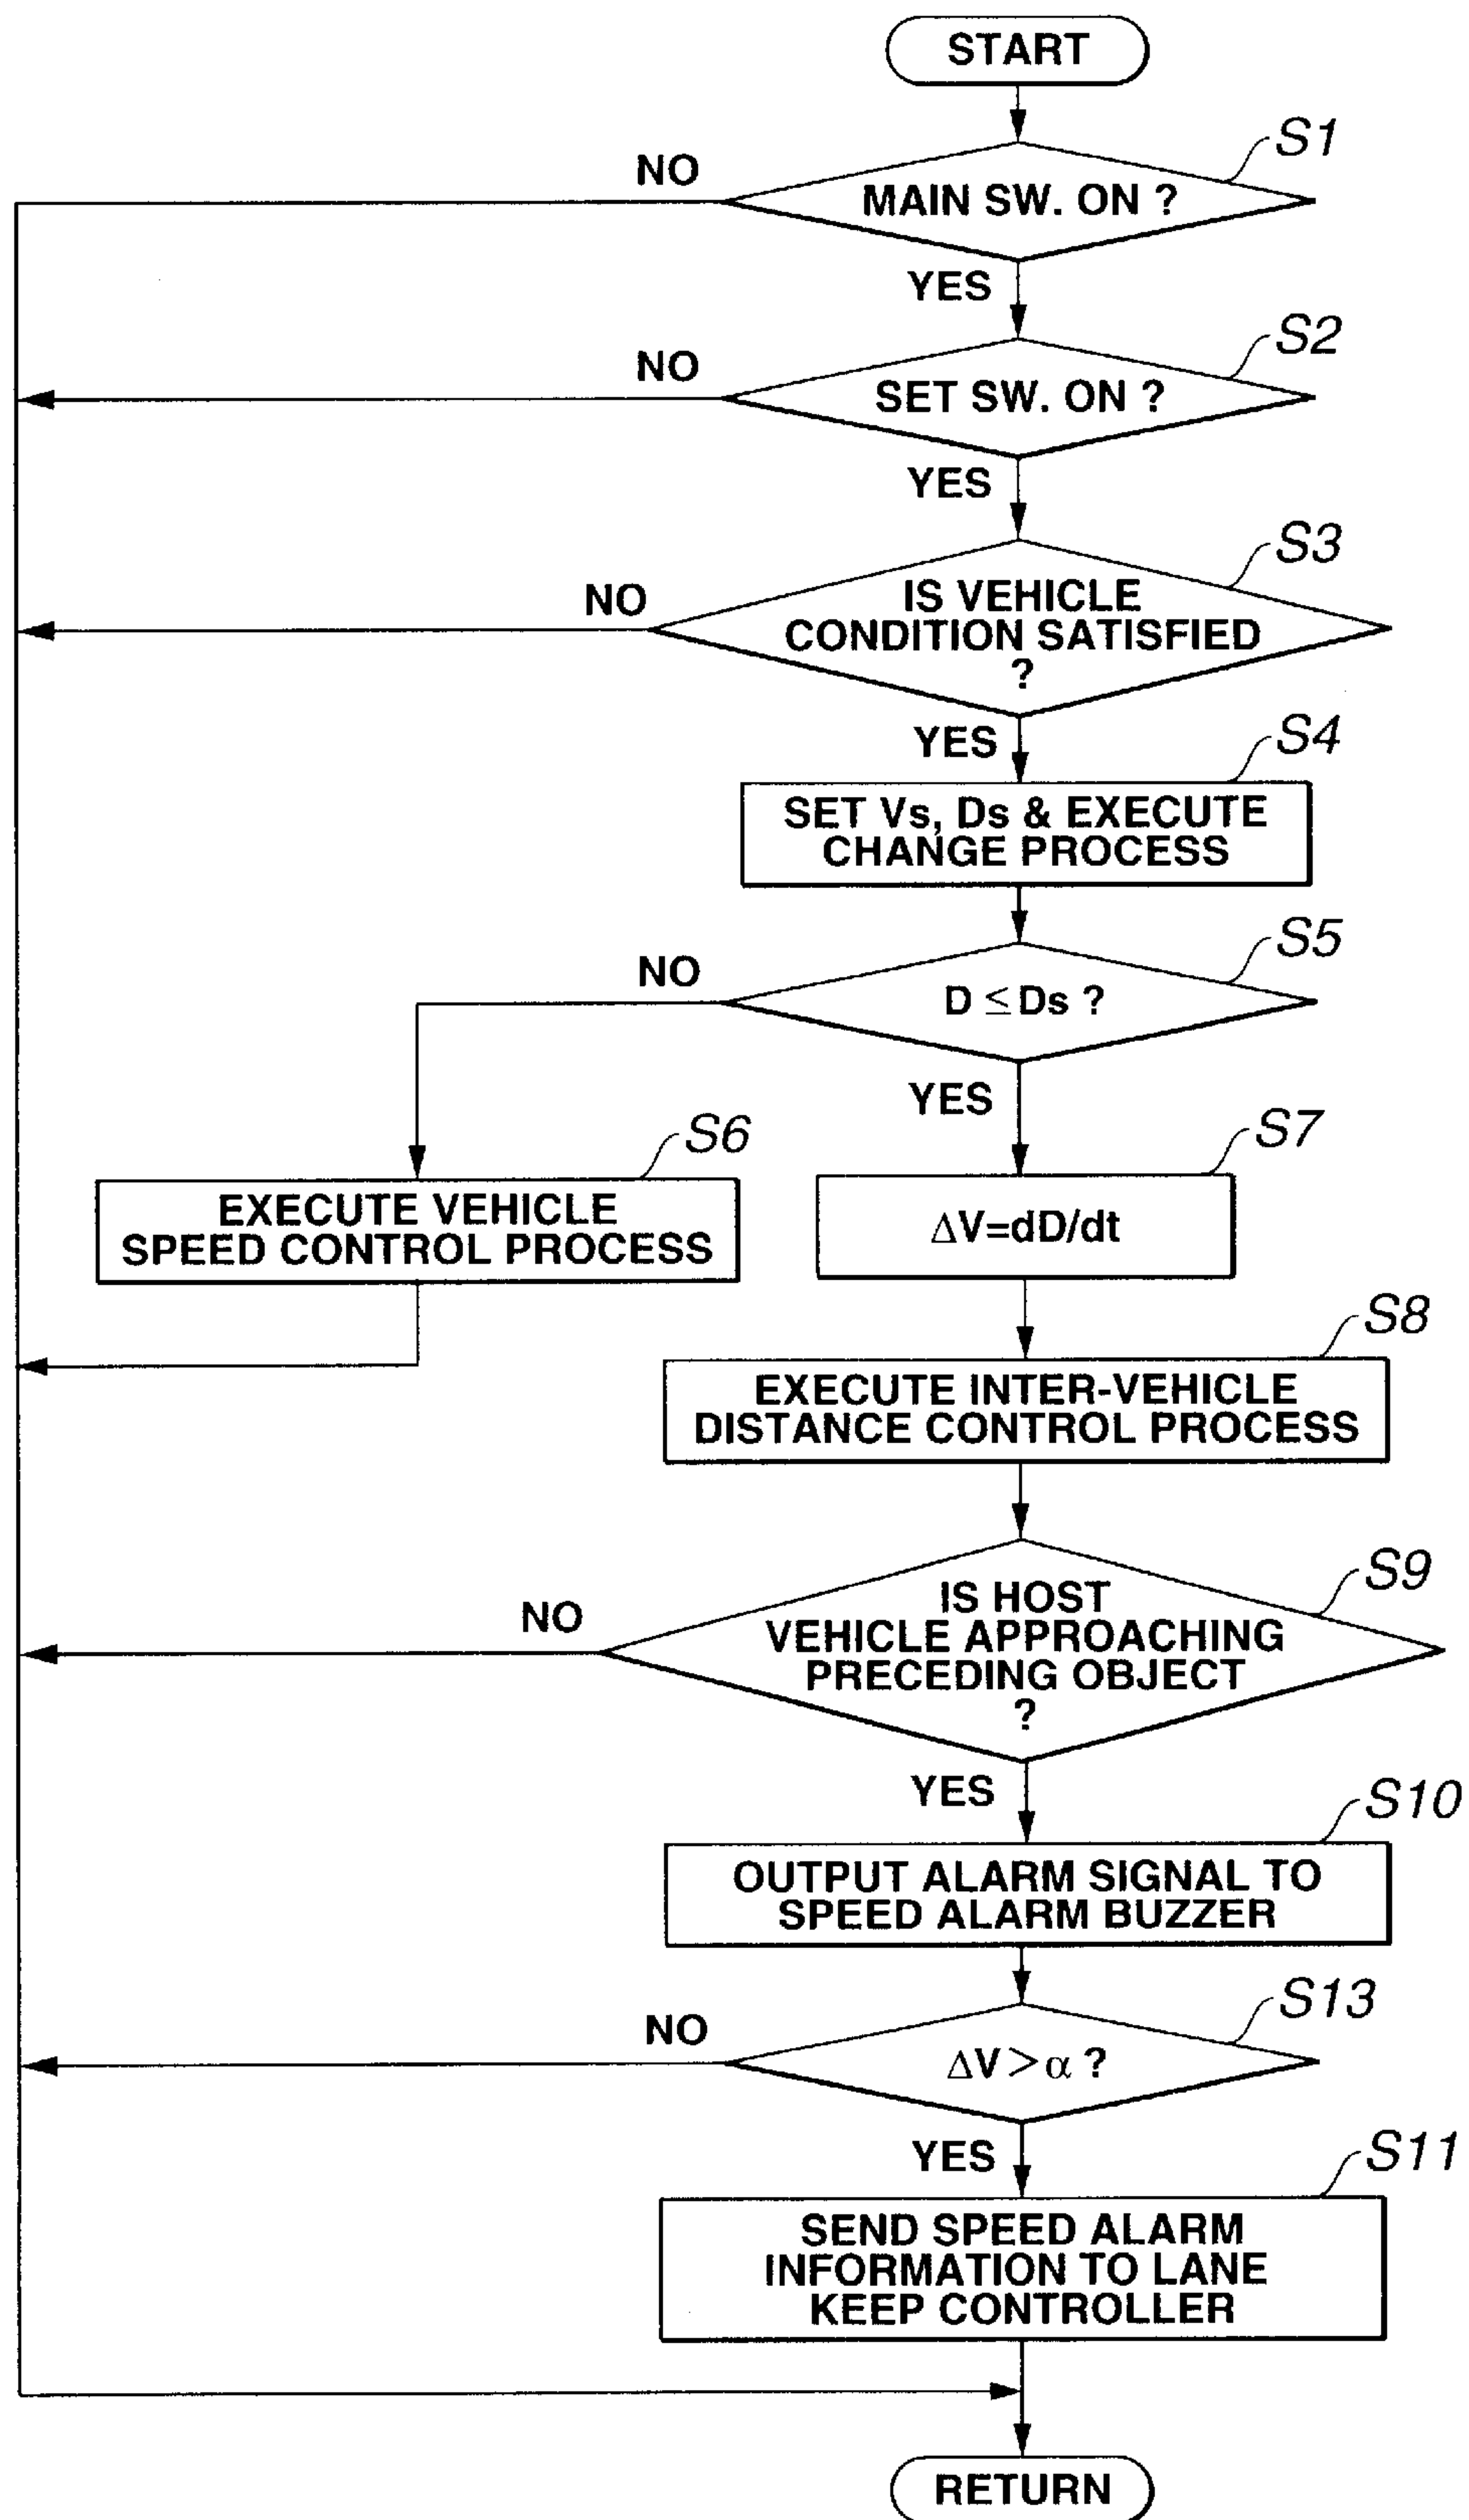 START
S1
NO
MAIN SW. ON ?
YES
S2
NO
SET SW. ON ?
YES
S3
NO
IS VEHICLE
CONDITION SATISFIED
?
YES
S4
SET Vs, Ds & EXECUTE
CHANGE PROCESS
S5
NO
D ≤ Ds ?
YES
S6
EXECUTE VEHICLE
SPEED CONTROL PROCESS
S7
ΔV=dD/dt
S8
EXECUTE INTER-VEHICLE
DISTANCE CONTROL PROCESS
S9
NO
IS HOST
VEHICLE APPROACHING
PRECEDING OBJECT
?
YES
S10
OUTPUT ALARM SIGNAL TO
SPEED ALARM BUZZER
S13
NO
ΔV > α ?
YES
S11
SEND SPEED ALARM
INFORMATION TO LANE
KEEP CONTROLLER
RETURN